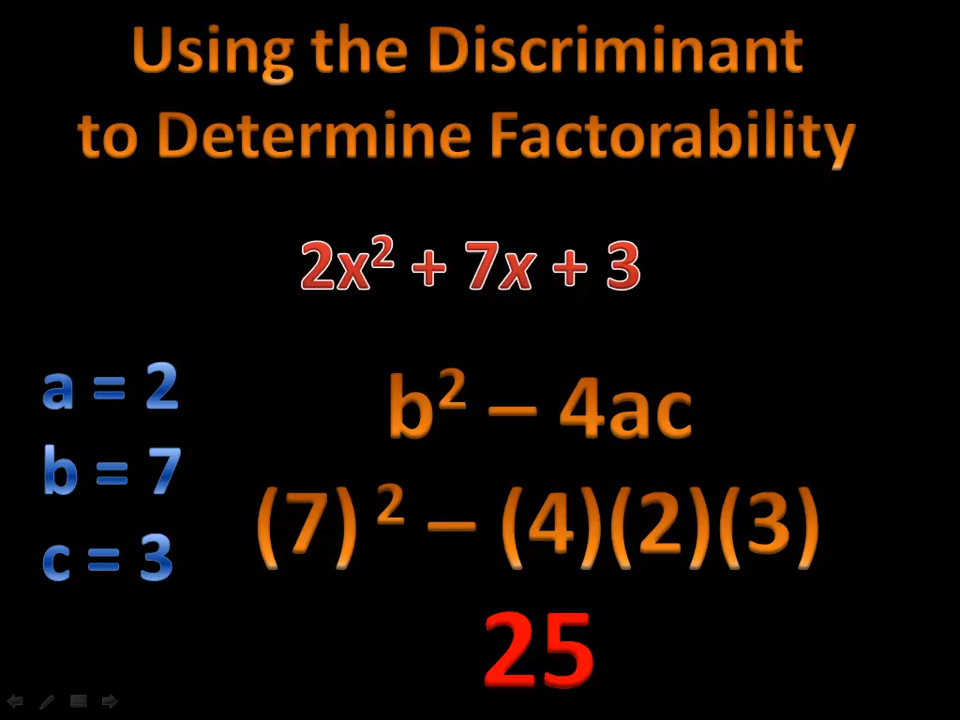 Using the Discriminant
to Determine Factorability
2x² + 7x + 3
a = 2
b = 7
c = 3
b² – 4ac
(7) ² – (4)(2)(3)
25